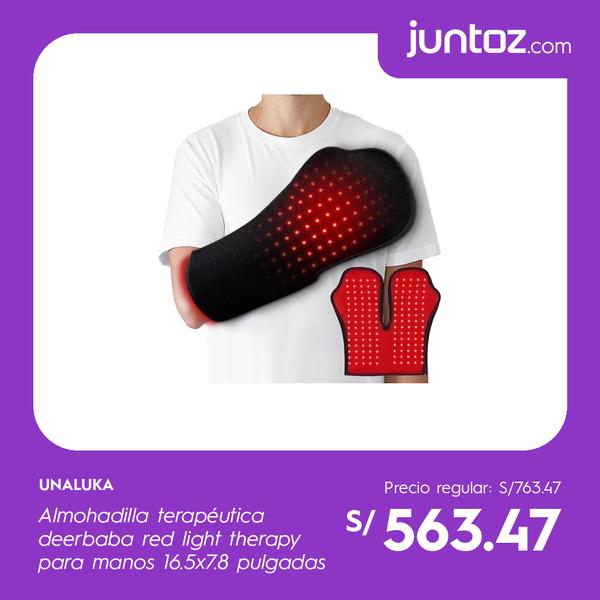 juntoz.com
UNALUKA
Almohadilla terapéutica
deerbaba red light therapy
para manos 16.5x7.8 pulgadas
Precio regular: S/763.47
S/ 563.47